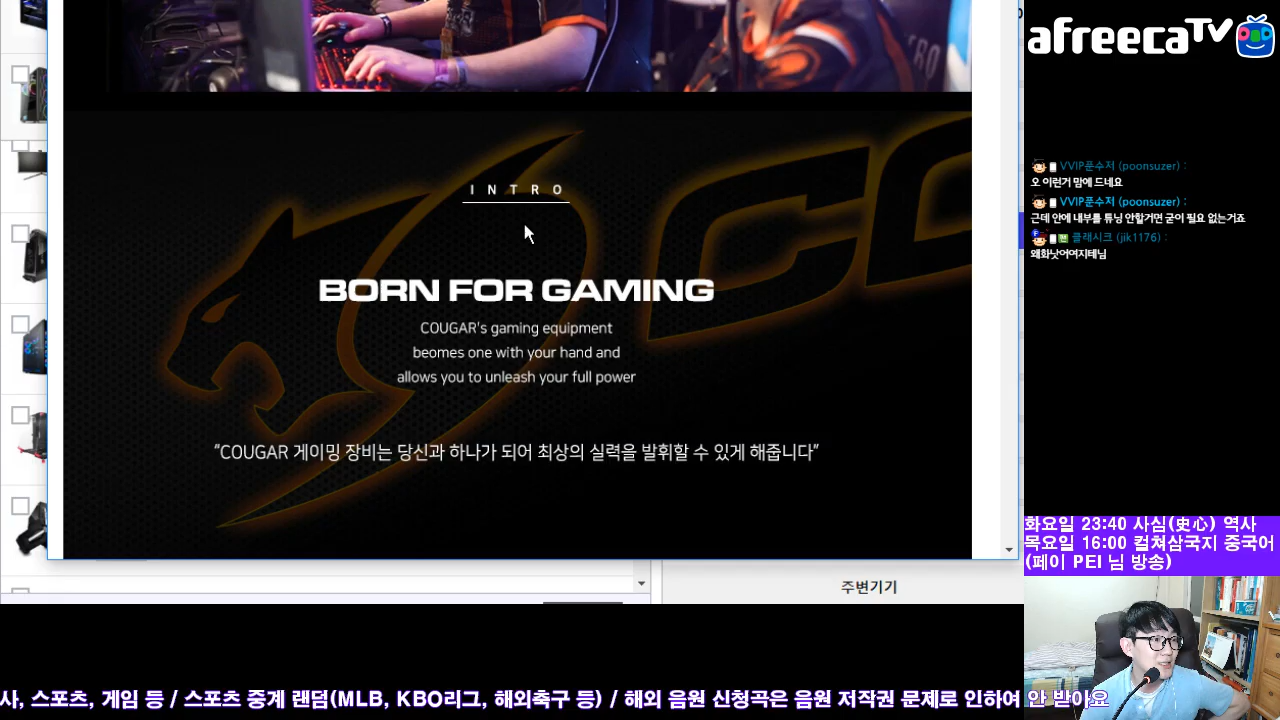 afreecaTV
VVIP푼수저 (poonsuzer) :
오 이런거 맘에 드네요
VVIP푼수저 (poonsuzer) :
근데 안에 내부를 튜닝 안할거면 굳이 필요 없는거죠
클래시크 (jik1176) :
왜화낫어여지테님
INTRO
BORN FOR GAMING
COUGAR's gaming equipment
beomes one with your hand and
allows you to unleash your full power
"COUGAR 게이밍 장비는 당신과 하나가 되어 최상의 실력을 발휘할 수 있게 해줍니다"
주변기기
화요일 23:40 사심(史心) 역사
목요일 16:00 컬쳐삼국지 중국어
(페이 PEI 님 방송)
사, 스포츠, 게임 등 / 스포츠 중계 랜덤(MLB, KBO리그, 해외축구 등) / 해외 음원 신청곡은 음원 저작권 문제로 인하여 안 받아요